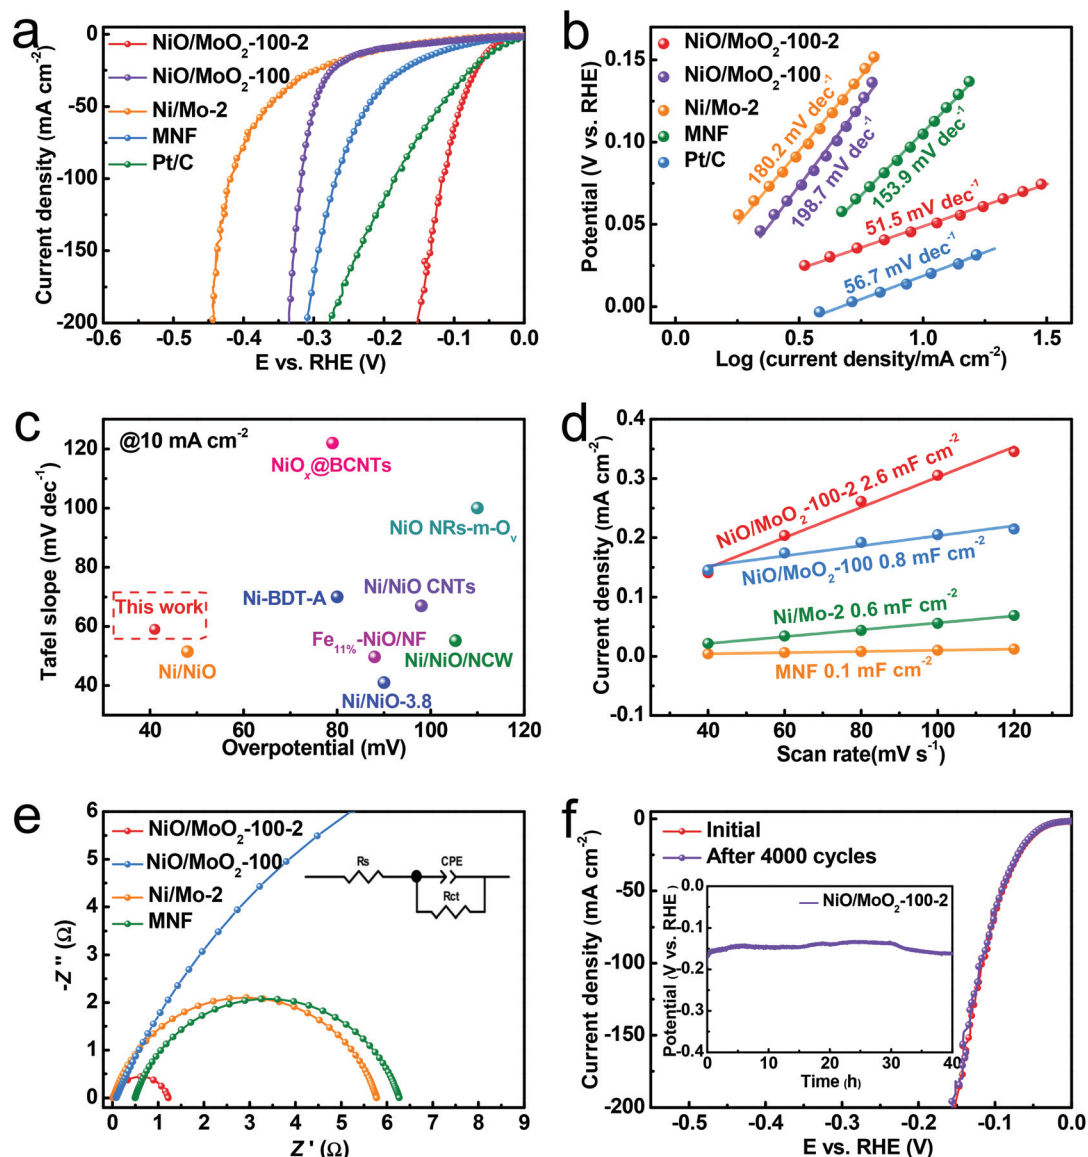 a
NiO/MoO₂-100-2
NiO/MoO₂-100
Ni/Mo-2
MNF
Pt/C
Current density (mA cm⁻²)
0
-50
-100
-150
-200
-0.6 -0.5 -0.4 -0.3 -0.2 -0.1 0.0
E vs. RHE (V)
b
NiO/MoO₂-100-2
NiO/MoO₂-100
Ni/Mo-2
MNF
Pt/C
180.2 mV dec⁻¹
198.7 mV dec⁻¹
153.9 mV dec⁻¹
51.5 mV dec⁻¹
56.7 mV dec⁻¹
Potential (V vs. RHE)
0.15
0.10
0.05
0.00
0.0 0.5 1.0 1.5
Log (current density/mA cm⁻²)
c
@10 mA cm⁻²
NiOₓ@BCNTs
NiO NRs-m-Oᵥ
Ni/NiO CNTs
Ni-BDT-A
This work
Fe₁₁%-NiO/NF
Ni/NiO
Ni/NiO/NCW
Ni/NiO-3.8
Tafel slope (mV dec⁻¹)
120
100
80
60
40
40 60 80 100 120
Overpotential (mV)
d
NiO/MoO₂-100-2 2.6 mF cm⁻²
NiO/MoO₂-100 0.8 mF cm⁻²
Ni/Mo-2 0.6 mF cm⁻²
MNF 0.1 mF cm⁻²
Current density (mA cm⁻²)
0.4
0.3
0.2
0.1
0.0
-0.1
40 60 80 100 120
Scan rate(mV s⁻¹)
e
NiO/MoO₂-100-2
NiO/MoO₂-100
Ni/Mo-2
MNF
Rs
CPE
Rct
-Z'' (Ω)
6
5
4
3
2
1
0
0 1 2 3 4 5 6 7 8 9
Z' (Ω)
f
Initial
After 4000 cycles
NiO/MoO₂-100-2
Potential (V vs. RHE )
0.0
-0.1
-0.2
-0.3
-0.4
0 10 20 30 40
Time (h)
Current density (mA cm⁻²)
0
-50
-100
-150
-200
-0.5 -0.4 -0.3 -0.2 -0.1 0.0
E vs. RHE (V)